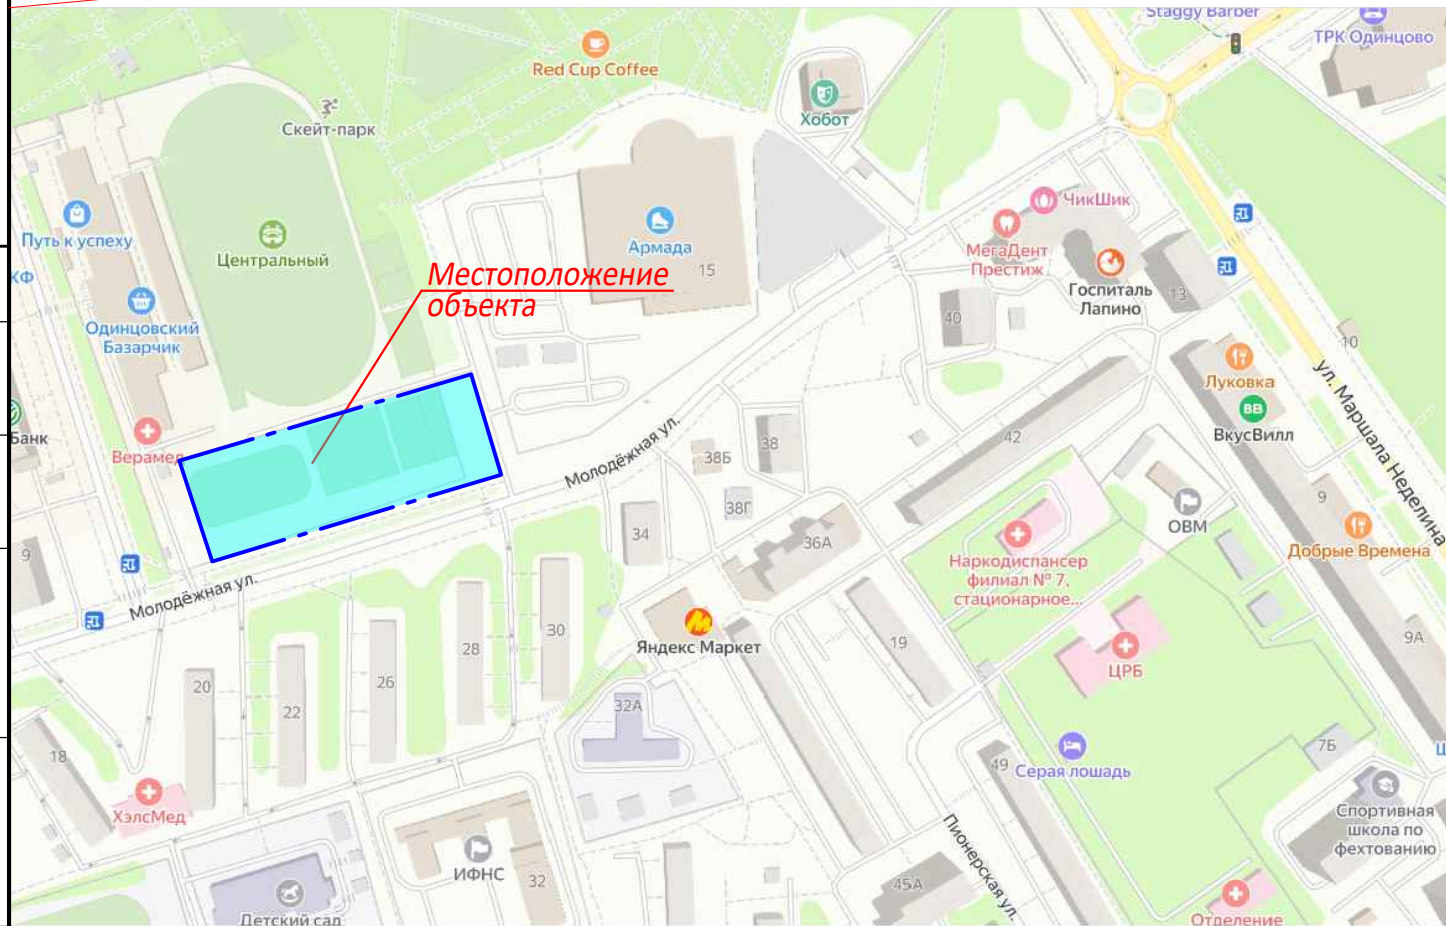 Staggy Barber
ТРК Одинцово
Red Cup Coffee
Скейт-парк
Хобот
ЧикШик
Путь к успеху
Центральный
Армада
15
МегаДент
Престиж
КФ
Местоположение
объекта
Госпиталь
Лапино
13
40
Одинцовский
Базарчик
10
Луковка
ул. Маршала Неделина
ВВ
ВкусВилл
Банк
Верамед
Молодёжная ул.
38
38Б
42
9
38Г
ОВМ
34
36А
Добрые Времена
9
Наркодиспансер
филиал № 7,
стационарное...
Молодёжная ул.
30
28
Яндекс Маркет
19
9А
ЦРБ
20
26
22
32А
18
49
Серая лошадь
7Б
Ш
ХэлсМед
Спортивная
школа по
фехтованию
Пионерская ул.
ИФНС
32
45А
Детский сад
Отделение